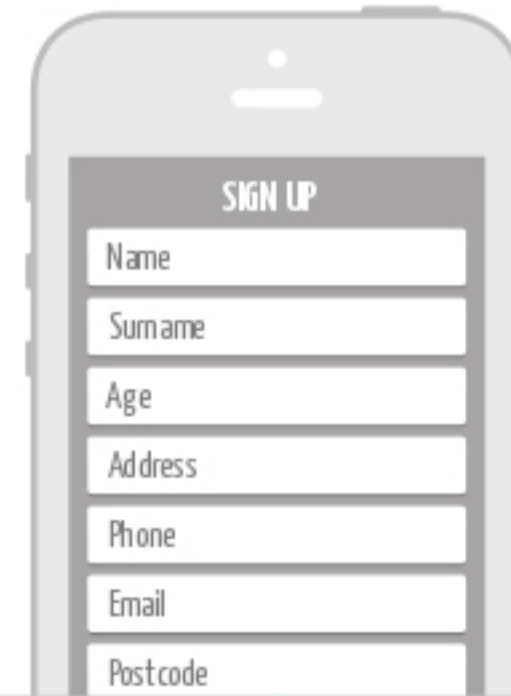 SIGN UP
Name
Surname
Age
Address
Phone
Email
Postcode